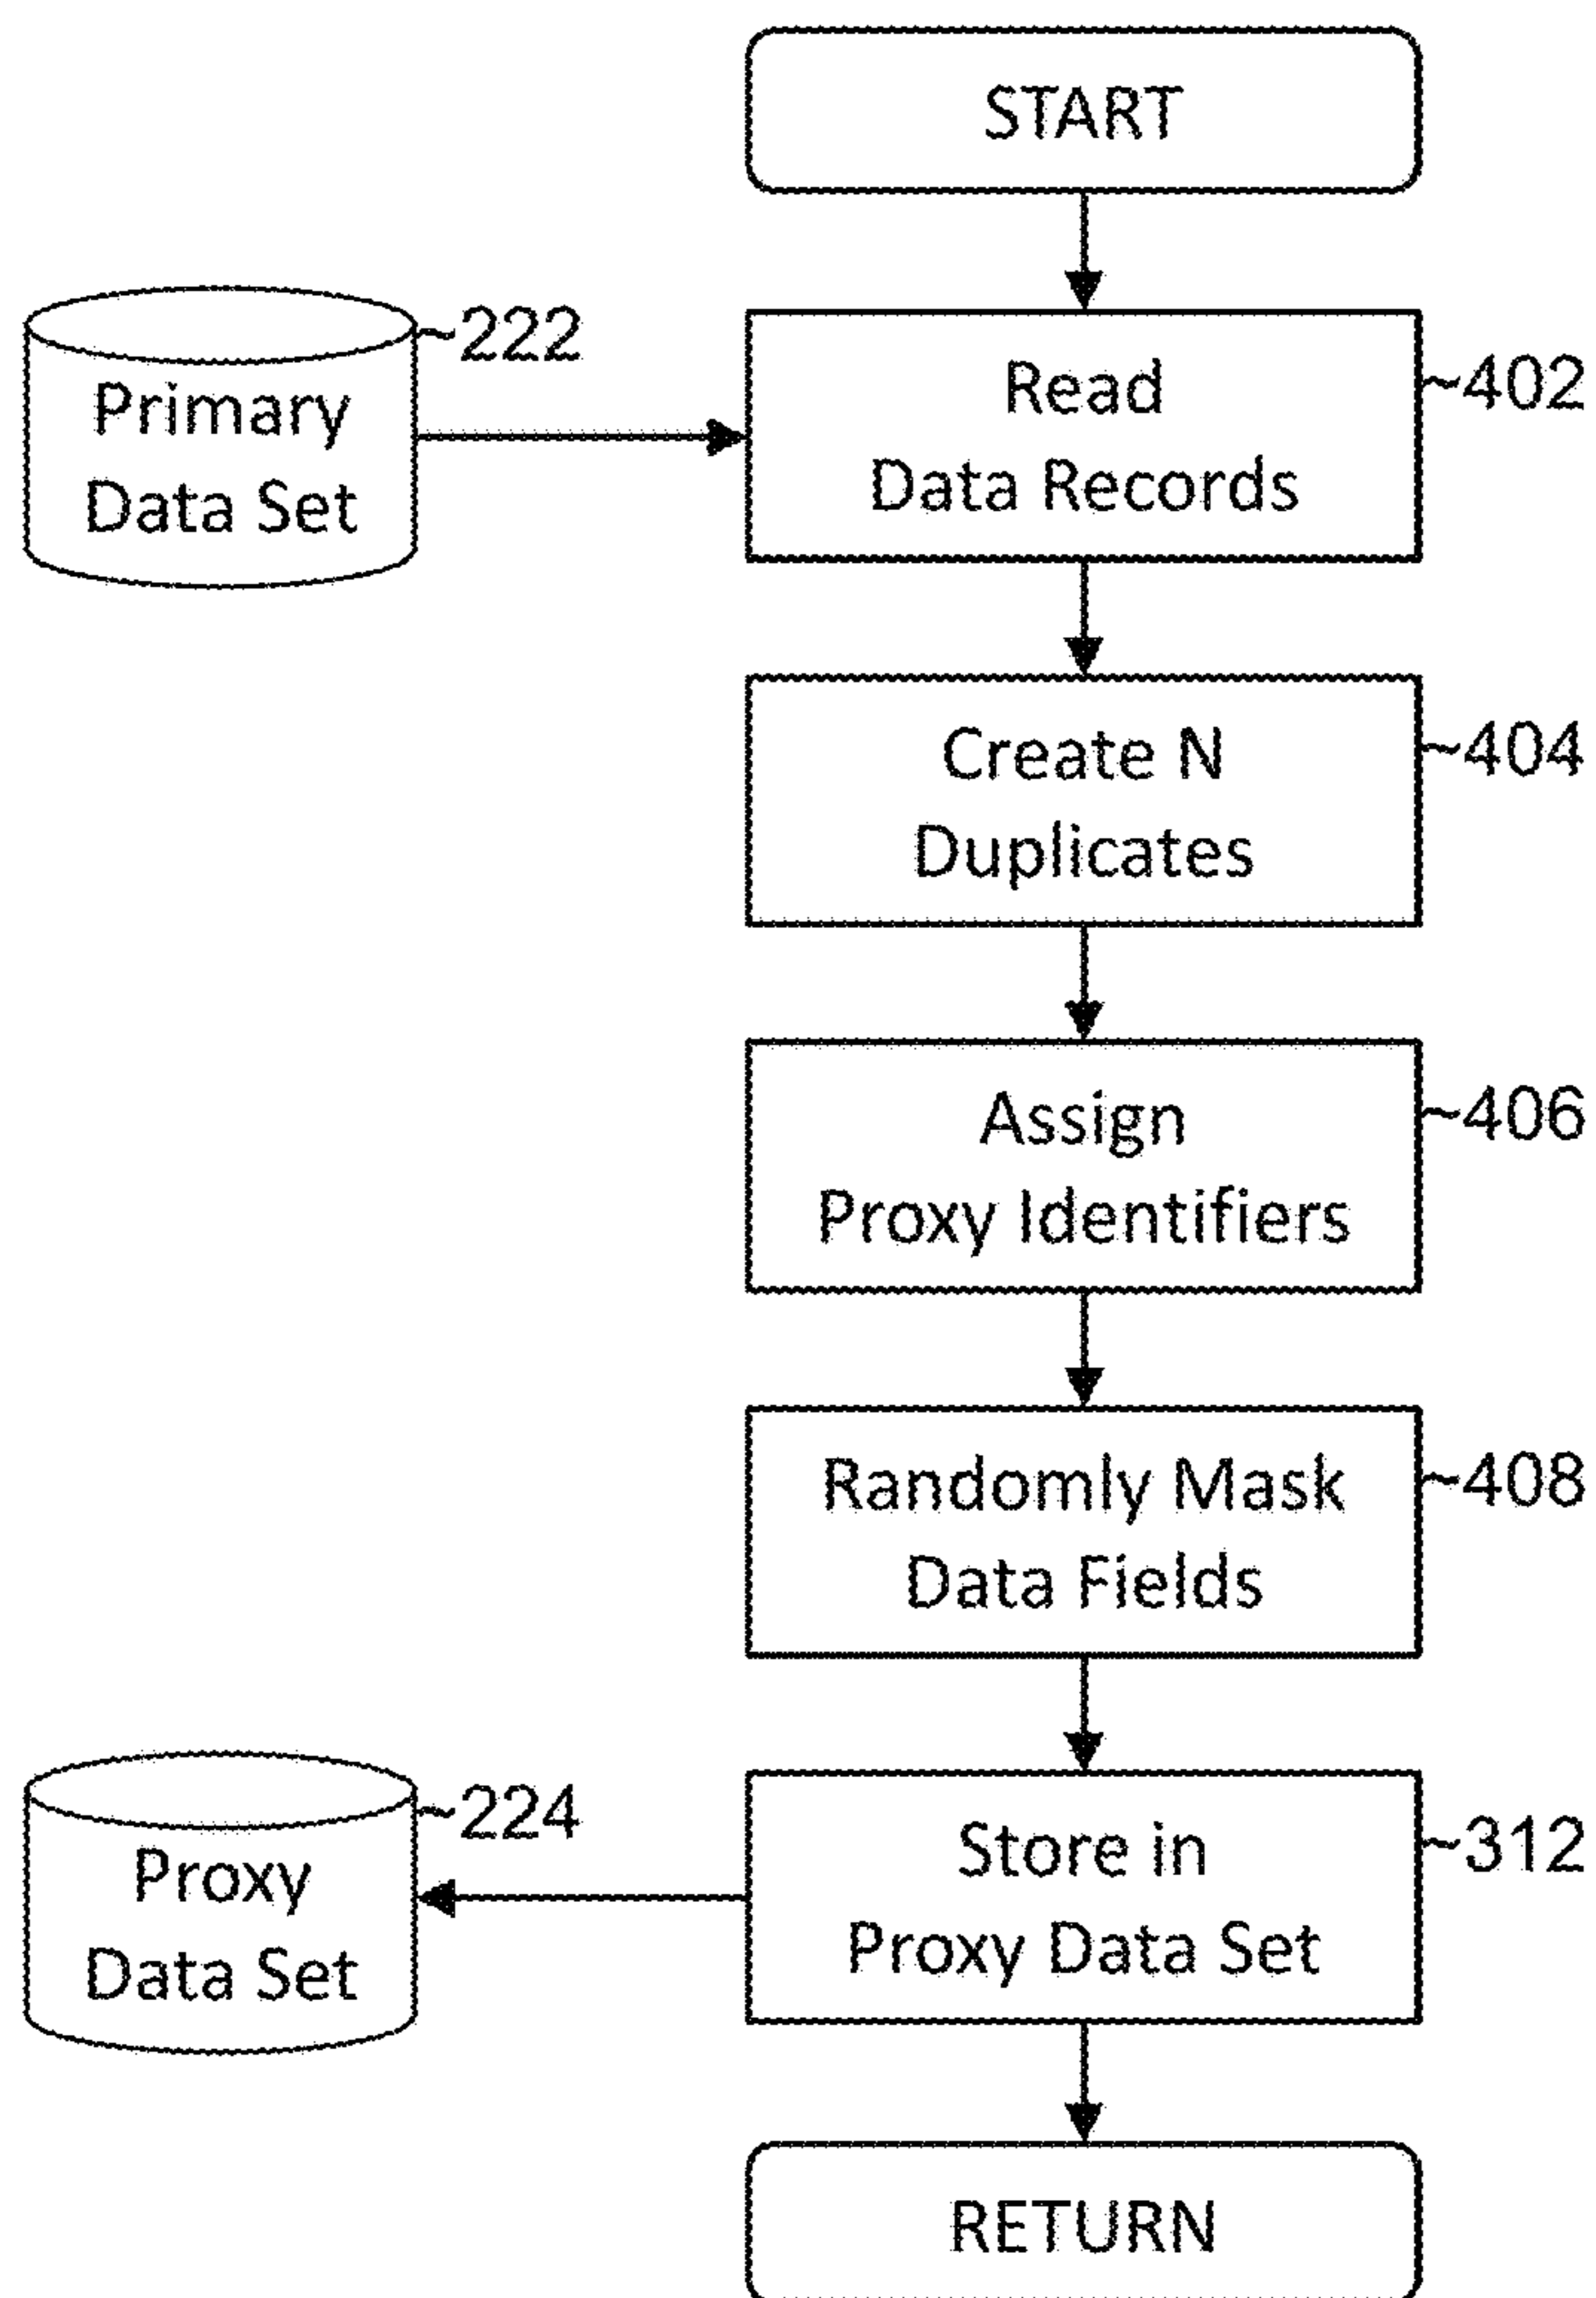 START
~222
Primary
Data Set
Read
Data Records
~402
Create N
Duplicates
~404
Assign
Proxy Identifiers
~406
Randomly Mask
Data Fields
~408
~224
Proxy
Data Set
Store in
Proxy Data Set
~312
RETURN